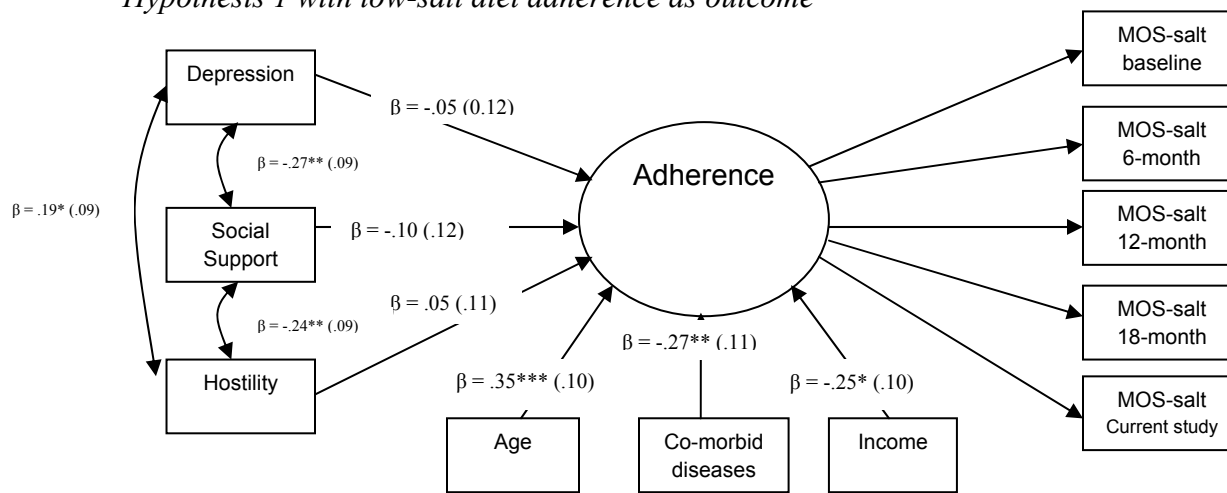 Hypothesis 1 with low-salt diet adherence as outcome
Depression
Social
Support
Hostility
β = .19* (.09)
β = -.27** (.09)
β = -.24** (.09)
β = -.05 (0.12)
β = -.10 (.12)
β = .05 (.11)
Adherence
β = .35*** (.10)
β = -.27** (.11)
β = -.25* (.10)
Age
Co-morbid
diseases
Income
MOS-salt
baseline
MOS-salt
6-month
MOS-salt
12-month
MOS-salt
18-month
MOS-salt
Current study